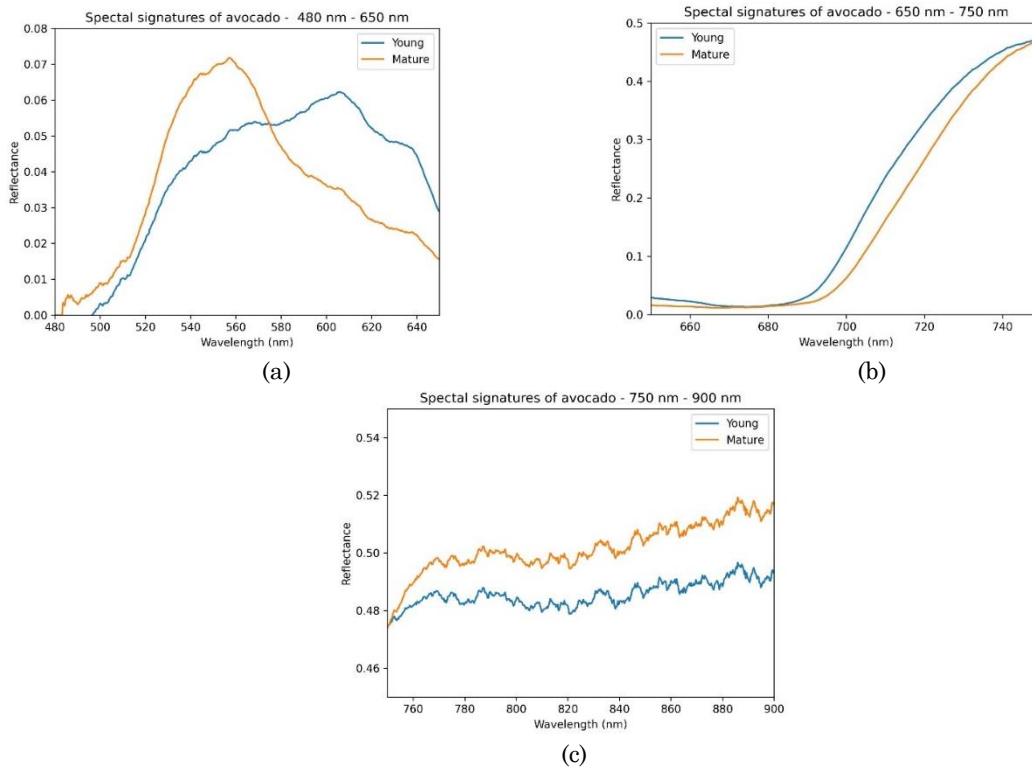 Spectal signatures of avocado - 480 nm - 650 nm
0.08
0.07
0.06
0.05
0.04
0.03
0.02
0.01
0.00
Reflectance
Young
Mature
480 500 520 540 560 580 600 620 640
Wavelength (nm)
(a)
Spectal signatures of avocado - 650 nm - 750 nm
0.5
0.4
0.3
0.2
0.1
0.0
Reflectance
Young
Mature
660 680 700 720 740
Wavelength (nm)
(b)
Spectal signatures of avocado - 750 nm - 900 nm
0.54
0.52
0.50
0.48
0.46
Reflectance
Young
Mature
760 780 800 820 840 860 880 900
Wavelength (nm)
(c)